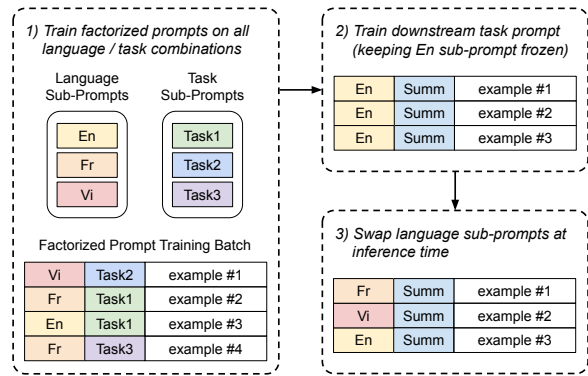 1) Train factorized prompts on all
language / task combinations
Language
Sub-Prompts
Task
Sub-Prompts
En
Fr
Vi
Task1
Task2
Task3
Factorized Prompt Training Batch
Vi Task2 example #1
Fr Task1 example #2
En Task1 example #3
Fr Task3 example #4
2) Train downstream task prompt
(keeping En sub-prompt frozen)
En Summ example #1
En Summ example #2
En Summ example #3
3) Swap language sub-prompts at
inference time
Fr Summ example #1
Vi Summ example #2
En Summ example #3